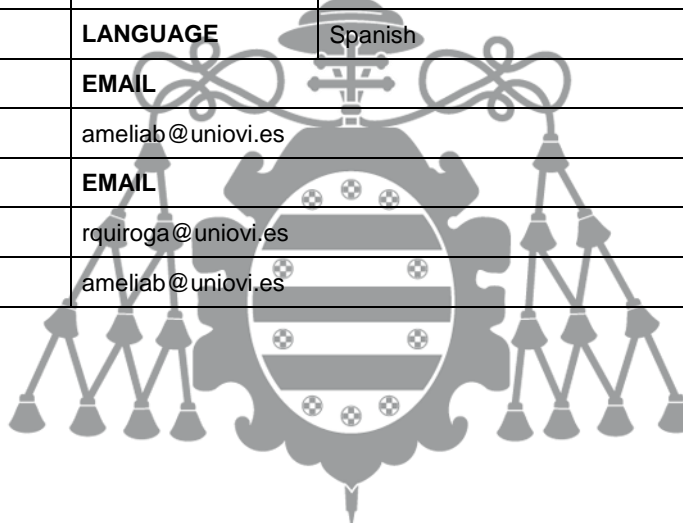 LANGUAGE Spanish
EMAIL
ameliab@uniovi.es
EMAIL
rquiroga@uniovi.es
ameliab@uniovi.es